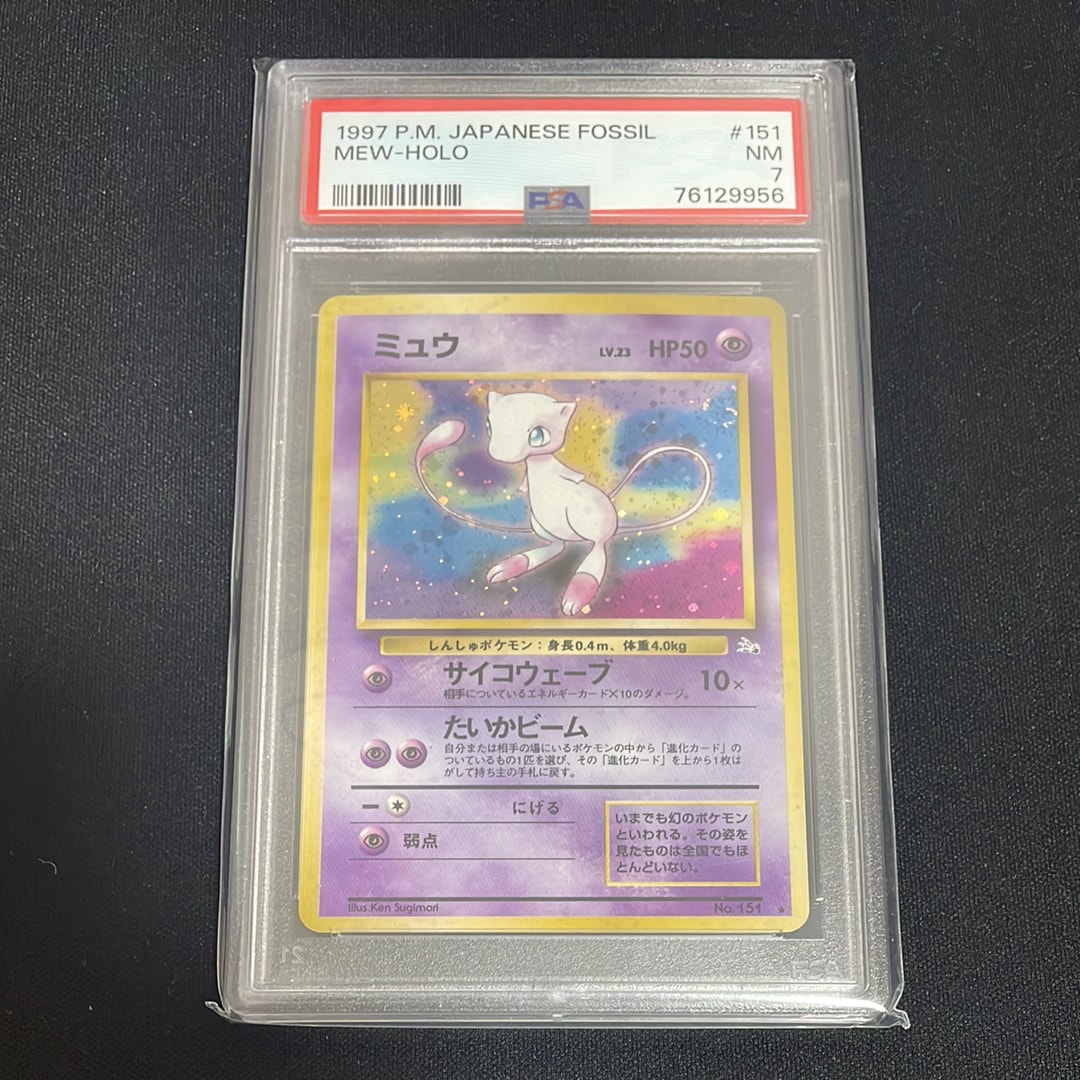 1997 P.M. JAPANESE FOSSIL #151
MEW-HOLO NM
7
PSA 76129956
ミュウ LV.23 HP50
しんしゅポケモン：身長0.4m、体重4.0kg
サイコウェーブ 10×
相手についているエネルギーカード×10のダメージ。
たいかビーム
自分または相手の場にいるポケモンの中から「進化カード」の
ついているもの1匹を選び、その「進化カード」を上から1枚は
がして持ち主の手札に戻す。
にげる
弱点
いまでも幻のポケモン
といわれる。その姿を
見たものは全国でもほ
とんどいない。
Illus.Ken Sugimori No.151
PSA